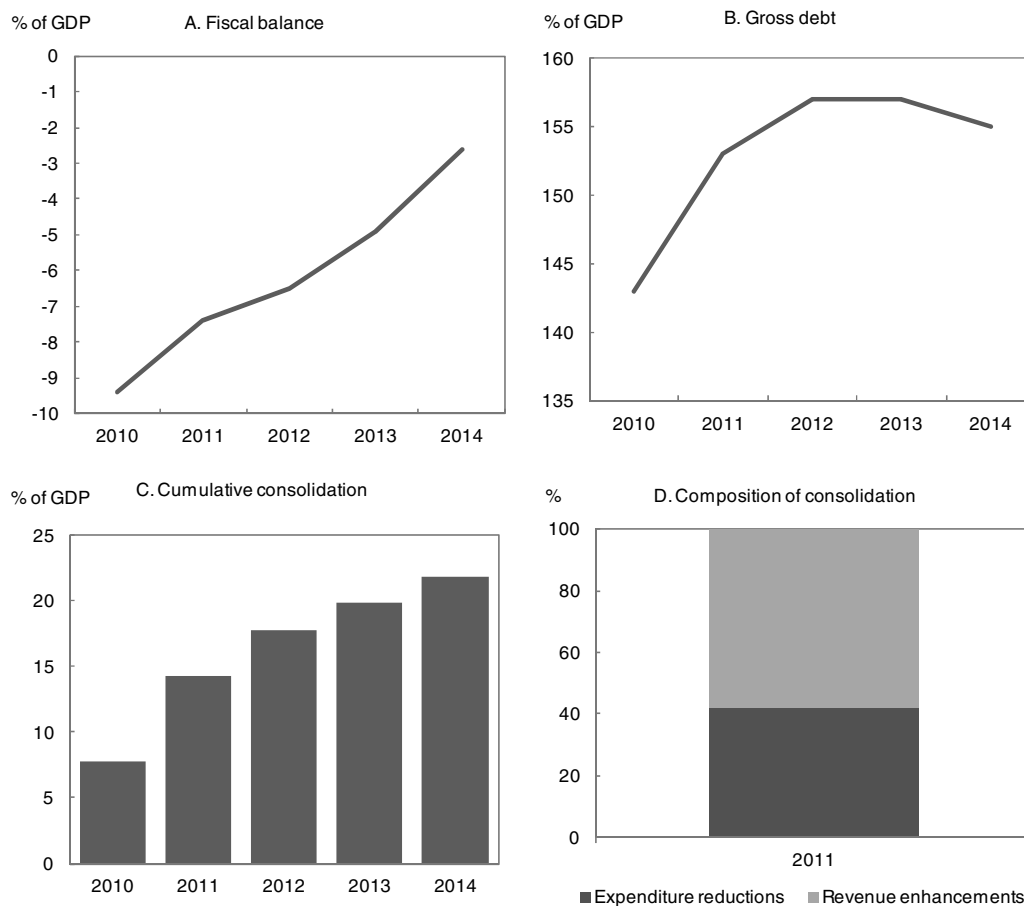 % of GDP
A. Fiscal balance
0
-1
-2
-3
-4
-5
-6
-7
-8
-9
-10
2010 2011 2012 2013 2014
% of GDP
B. Gross debt
160
155
150
145
140
135
2010 2011 2012 2013 2014
% of GDP
C. Cumulative consolidation
25
20
15
10
5
0
2010 2011 2012 2013 2014
%
D. Composition of consolidation
100
80
60
40
20
0
2011
Expenditure reductions Revenue enhancements